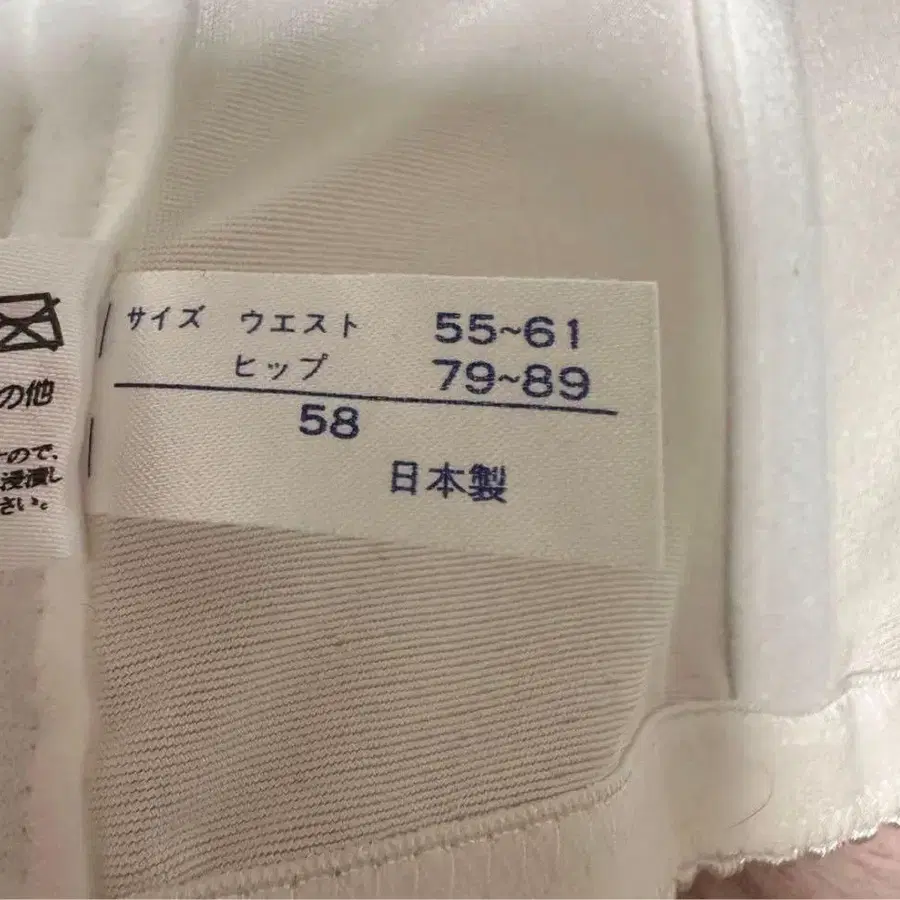 サイズ ウエスト 55~61
ヒップ 79~89
58
日本製
の他
ので、
浸漬し
さい。